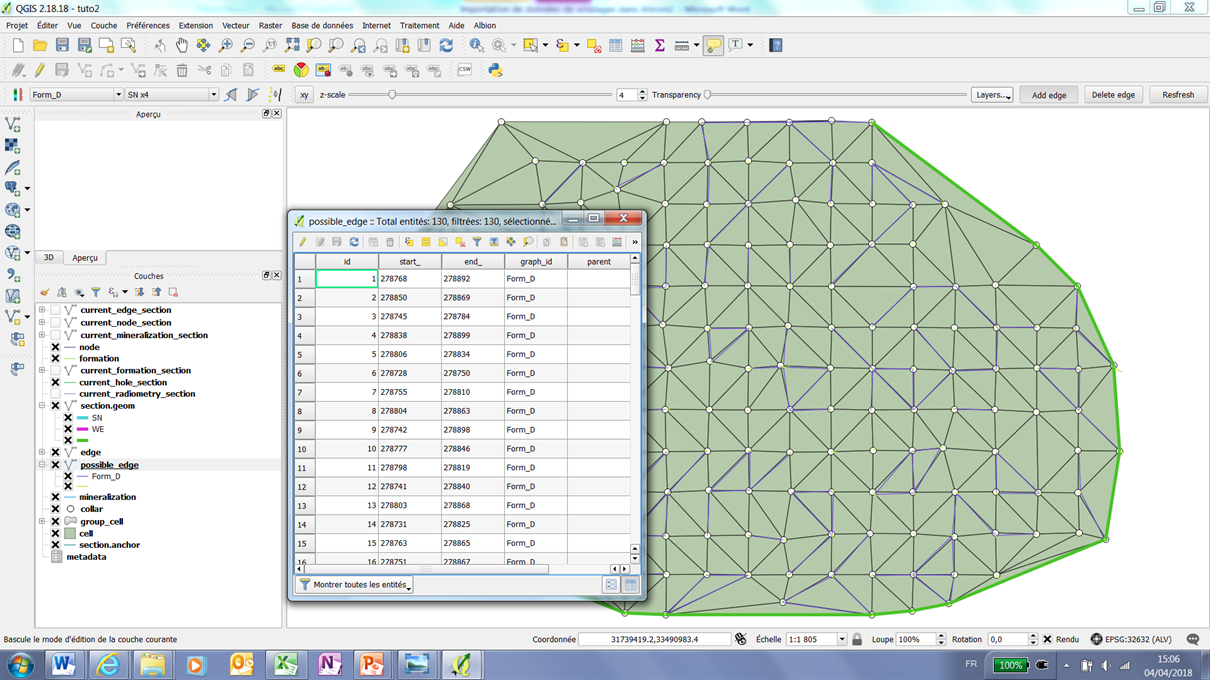 QGIS 2.18.18 - tuto2
Projet Éditer Vue Couche Préférences Extension Vecteur Raster Base de données Internet Traitement Aide Albion
Form_D SN x4 xy z-scale 4 Transparency Layers... Add edge Delete edge Resfresh
Aperçu
3D Aperçu
Couches
current_edge_section
current_node_section
current_mineralization_section
node
formation
current_formation_section
current_hole_section
current_radiometry_section
section.geom
SN
WE
edge
possible_edge
Form_D
mineralization
collar
group_cell
cell
section.anchor
metadata
possible_edge :: Total entités: 130, filtrées: 130, sélectionné...
id start_ end_ graph_id parent
1 1 278768 278892 Form_D
2 2 278850 278869 Form_D
3 3 278745 278784 Form_D
4 4 278838 278899 Form_D
5 5 278806 278834 Form_D
6 6 278728 278750 Form_D
7 7 278755 278810 Form_D
8 8 278804 278863 Form_D
9 9 278742 278898 Form_D
10 10 278777 278846 Form_D
11 11 278798 278819 Form_D
12 12 278741 278840 Form_D
13 13 278803 278868 Form_D
14 14 278731 278825 Form_D
15 15 278763 278865 Form_D
16 16 278751 278867 Form_D
Montrer toutes les entités
Bascule le mode d'édition de la couche courante Coordonnée 31739419.2,33490983.4 Échelle 1:1 805 Loupe 100% Rotation 0,0 Rendu EPSG:32632 (ALV)
FR 100% 15:06
04/04/2018